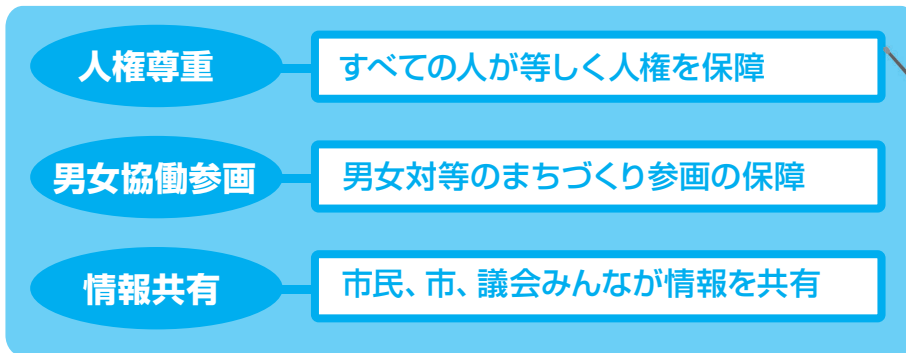 人権尊重
すべての人が等しく人権を保障
男女協働参画
男女対等のまちづくり参画の保障
情報共有
市民、市、議会みんなが情報を共有